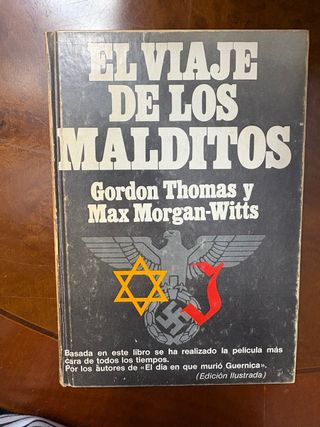 EL VIAJE
DE LOS
MALDITOS
Gordon Thomas y
Max Morgan-Witts
J
Basada en este libro se ha realizado la película más
cara de todos los tiempos.
Por los autores de «El día en que murió Guernica».
(Edición Ilustrada)